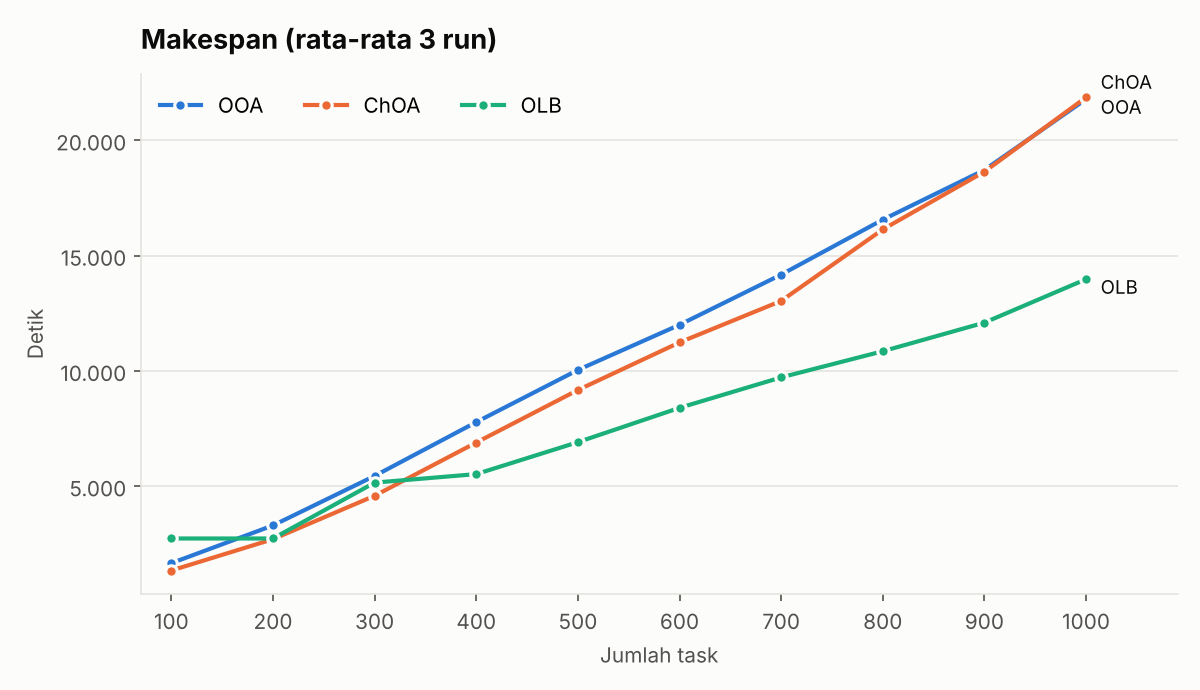 Makespan (rata-rata 3 run)
OOA ChOA OLB
ChOA
OOA
OLB
20.000
15.000
10.000
5.000
Detik
100 200 300 400 500 600 700 800 900 1000
Jumlah task